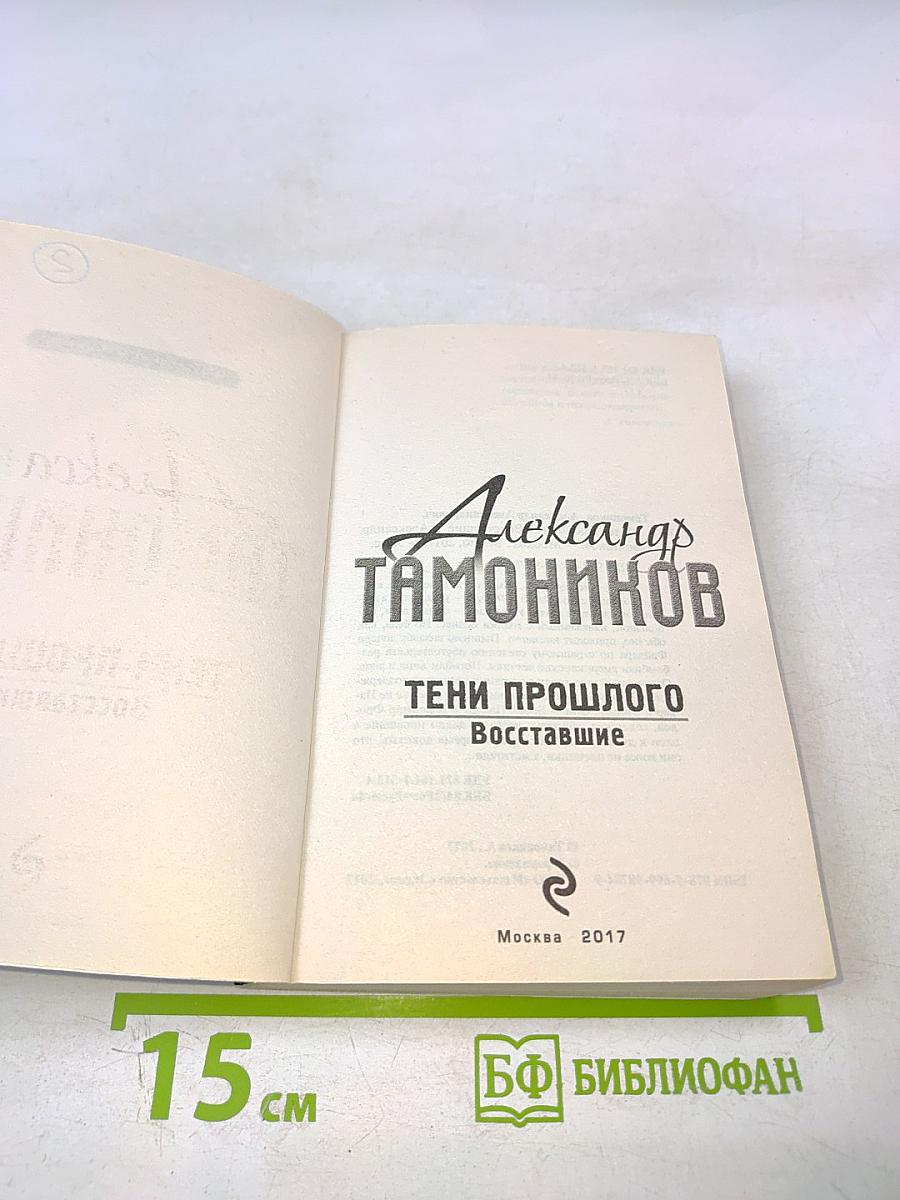 Александр
ТАМОНИКОВ
ТЕНИ ПРОШЛОГО
Восставшие
Москва 2017
15 см
БФ БИБЛИОФАН